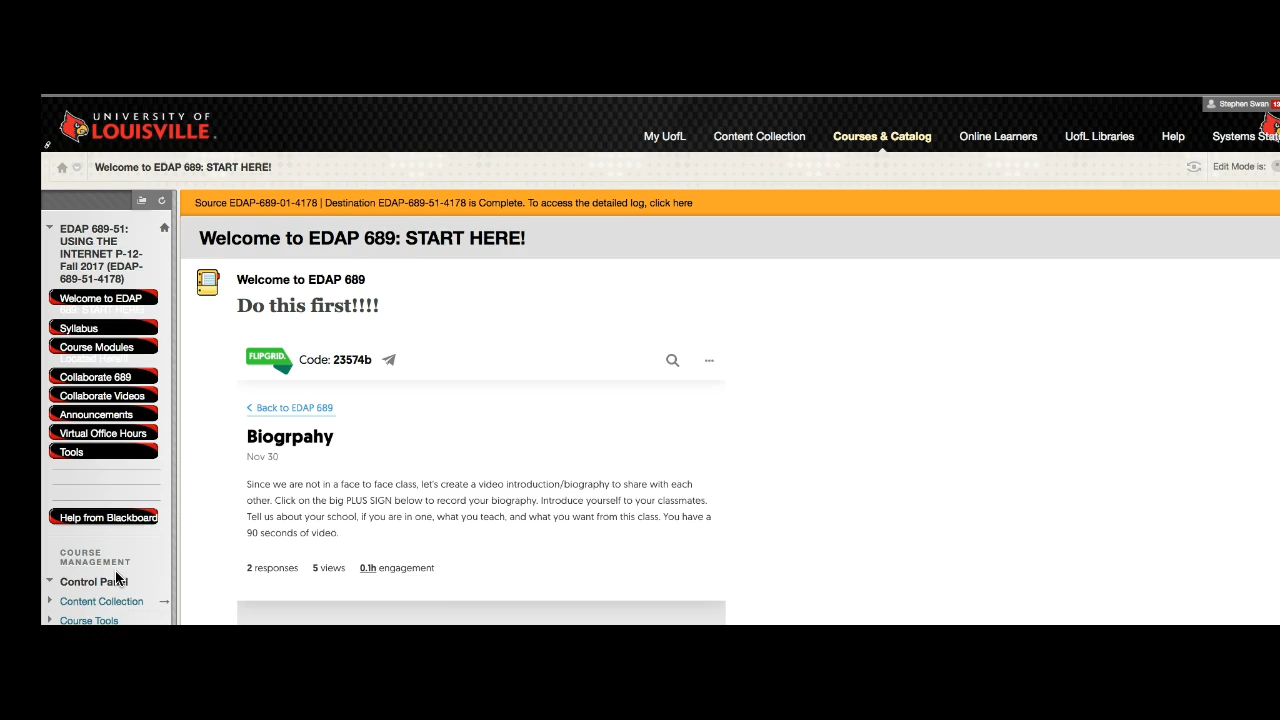 UNIVERSITY OF
LOUISVILLE
Stephen Swan
My UofL Content Collection Courses & Catalog Online Learners UofL Libraries Help Systems
Welcome to EDAP 689: START HERE!
Edit Mode is:
Source EDAP-689-01-4178 | Destination EDAP-689-51-4178 is Complete. To access the detailed log, click here
EDAP 689-51:
USING THE
INTERNET P-12-
Fall 2017 (EDAP-
689-51-4178)
Welcome to EDAP
689: START HERE!
Syllabus
Course Modules
Located Here!!
Collaborate 689
Collaborate Videos
Announcements
Virtual Office Hours
Tools
Help from Blackboard
COURSE
MANAGEMENT
Control Panel
Content Collection
Course Tools
Welcome to EDAP 689: START HERE!
Welcome to EDAP 689
Do this first!!!!
FLIPGRID.
Code: 23574b
Back to EDAP 689
Biogrpahy
Nov 30
Since we are not in a face to face class, let's create a video introduction/biography to share with each
other. Click on the big PLUS SIGN below to record your biography. Introduce yourself to your classmates.
Tell us about your school, if you are in one, what you teach, and what you want from this class. You have a
90 seconds of video.
2 responses 5 views 0.1h engagement